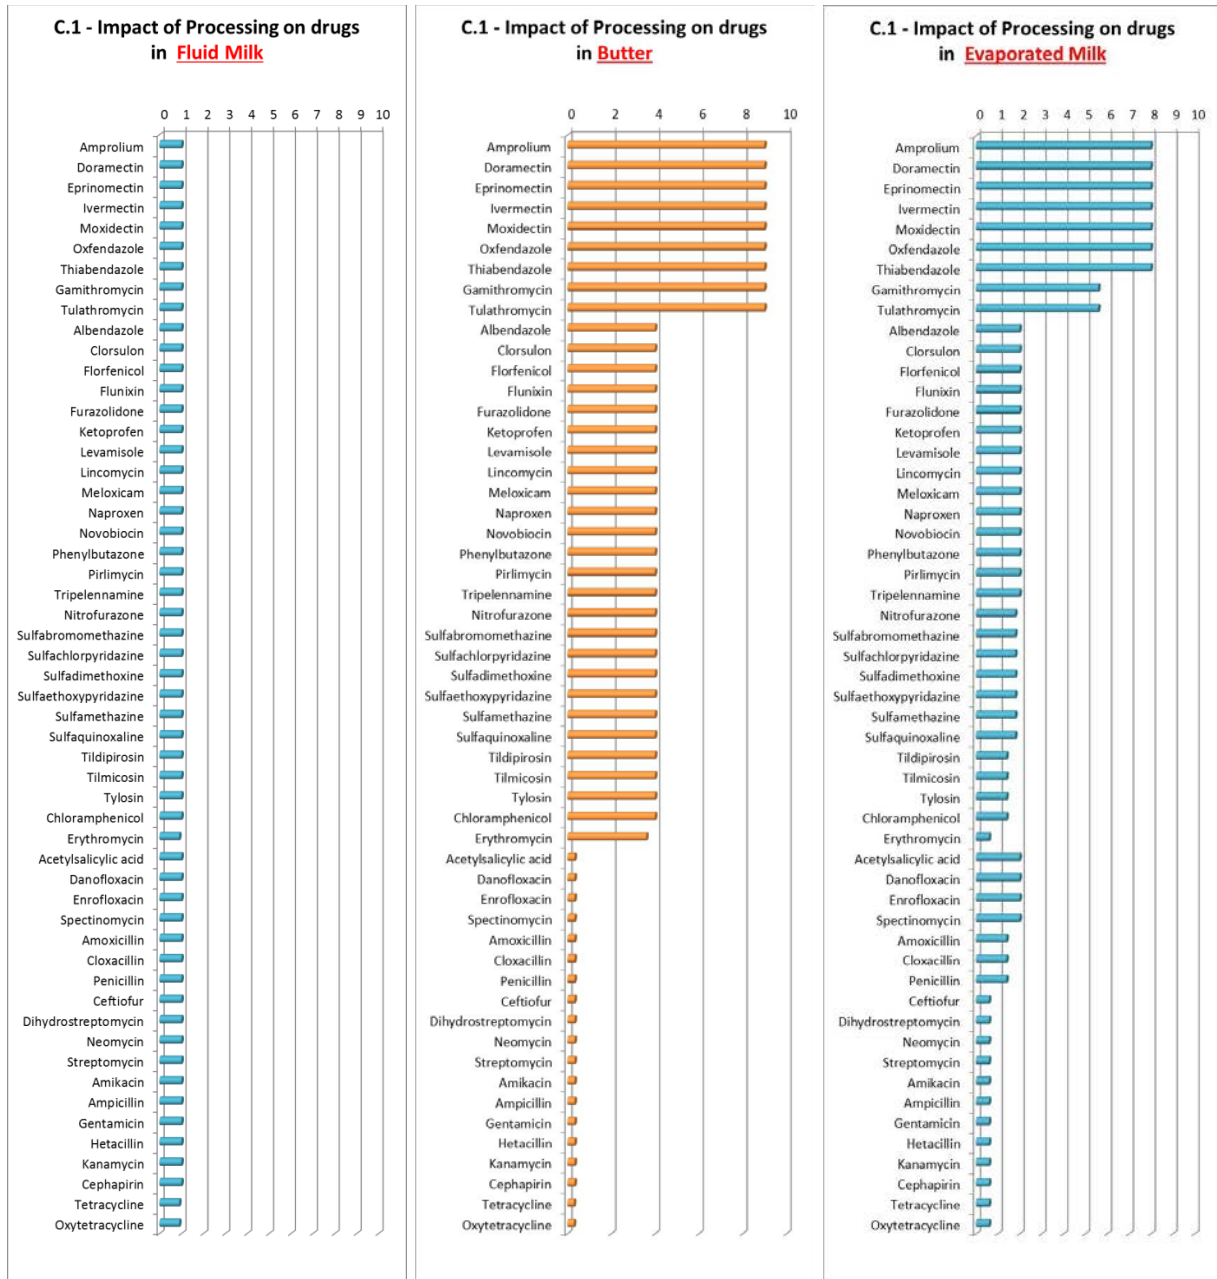 C.1 - Impact of Processing on drugs
in Fluid Milk
0 1 2 3 4 5 6 7 8 9 10
Amprolium
Doramectin
Eprinomectin
Ivermectin
Moxidectin
Oxfendazole
Thiabendazole
Gamithromycin
Tulathromycin
Albendazole
Clorsulon
Florfenicol
Flunixin
Furazolidone
Ketoprofen
Levamisole
Lincomycin
Meloxicam
Naproxen
Novobiocin
Phenylbutazone
Pirlimycin
Tripelennamine
Nitrofurazone
Sulfabromomethazine
Sulfachlorpyridazine
Sulfadimethoxine
Sulfaethoxypyridazine
Sulfamethazine
Sulfaquinoxaline
Tildipirosin
Tilmicosin
Tylosin
Chloramphenicol
Erythromycin
Acetylsalicylic acid
Danofloxacin
Enrofloxacin
Spectinomycin
Amoxicillin
Cloxacillin
Penicillin
Ceftiofur
Dihydrostreptomycin
Neomycin
Streptomycin
Amikacin
Ampicillin
Gentamicin
Hetacillin
Kanamycin
Cephapirin
Tetracycline
Oxytetracycline
C.1 - Impact of Processing on drugs
in Butter
0 2 4 6 8 10
Amprolium
Doramectin
Eprinomectin
Ivermectin
Moxidectin
Oxfendazole
Thiabendazole
Gamithromycin
Tulathromycin
Albendazole
Clorsulon
Florfenicol
Flunixin
Furazolidone
Ketoprofen
Levamisole
Lincomycin
Meloxicam
Naproxen
Novobiocin
Phenylbutazone
Pirlimycin
Tripelennamine
Nitrofurazone
Sulfabromomethazine
Sulfachlorpyridazine
Sulfadimethoxine
Sulfaethoxypyridazine
Sulfamethazine
Sulfaquinoxaline
Tildipirosin
Tilmicosin
Tylosin
Chloramphenicol
Erythromycin
Acetylsalicylic acid
Danofloxacin
Enrofloxacin
Spectinomycin
Amoxicillin
Cloxacillin
Penicillin
Ceftiofur
Dihydrostreptomycin
Neomycin
Streptomycin
Amikacin
Ampicillin
Gentamicin
Hetacillin
Kanamycin
Cephapirin
Tetracycline
Oxytetracycline
C.1 - Impact of Processing on drugs
in Evaporated Milk
0 1 2 3 4 5 6 7 8 9 10
Amprolium
Doramectin
Eprinomectin
Ivermectin
Moxidectin
Oxfendazole
Thiabendazole
Gamithromycin
Tulathromycin
Albendazole
Clorsulon
Florfenicol
Flunixin
Furazolidone
Ketoprofen
Levamisole
Lincomycin
Meloxicam
Naproxen
Novobiocin
Phenylbutazone
Pirlimycin
Tripelennamine
Nitrofurazone
Sulfabromomethazine
Sulfachlorpyridazine
Sulfadimethoxine
Sulfaethoxypyridazine
Sulfamethazine
Sulfaquinoxaline
Tildipirosin
Tilmicosin
Tylosin
Chloramphenicol
Erythromycin
Acetylsalicylic acid
Danofloxacin
Enrofloxacin
Spectinomycin
Amoxicillin
Cloxacillin
Penicillin
Ceftiofur
Dihydrostreptomycin
Neomycin
Streptomycin
Amikacin
Ampicillin
Gentamicin
Hetacillin
Kanamycin
Cephapirin
Tetracycline
Oxytetracycline